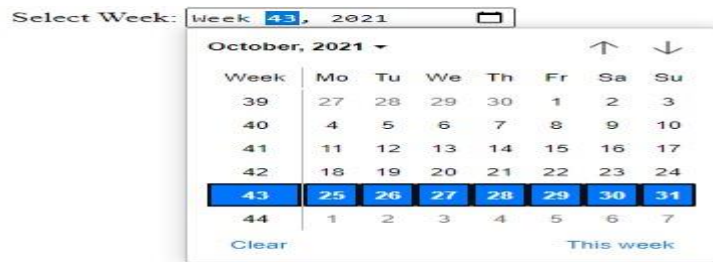 Select Week: Week 43, 2021
October, 2021
Week Mo Tu We Th Fr Sa Su
39 27 28 29 30 1 2 3
40 4 5 6 7 8 9 10
41 11 12 13 14 15 16 17
42 18 19 20 21 22 23 24
43 25 26 27 28 29 30 31
44 1 2 3 4 5 6 7
Clear This week